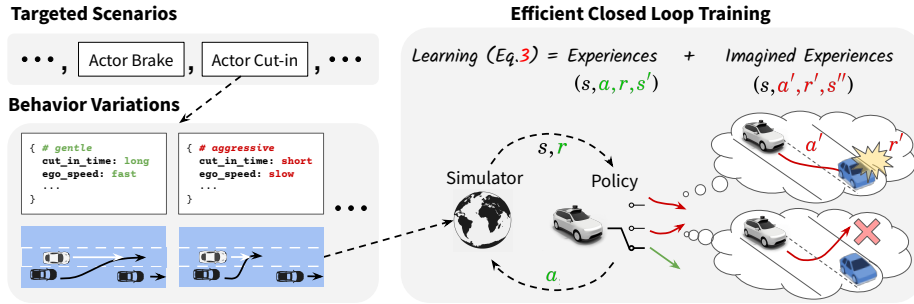 Targeted Scenarios
••• , Actor Brake , Actor Cut-in , •••
Behavior Variations
{ # gentle
cut_in_time: long
ego_speed: fast
...
}
{ # aggressive
cut_in_time: short
ego_speed: slow
...
}
•••
Efficient Closed Loop Training
Learning (Eq.3) = Experiences + Imagined Experiences
(s,a,r,s′) (s,a′,r′,s′′)
s,r
Simulator
Policy
a
a′
r′